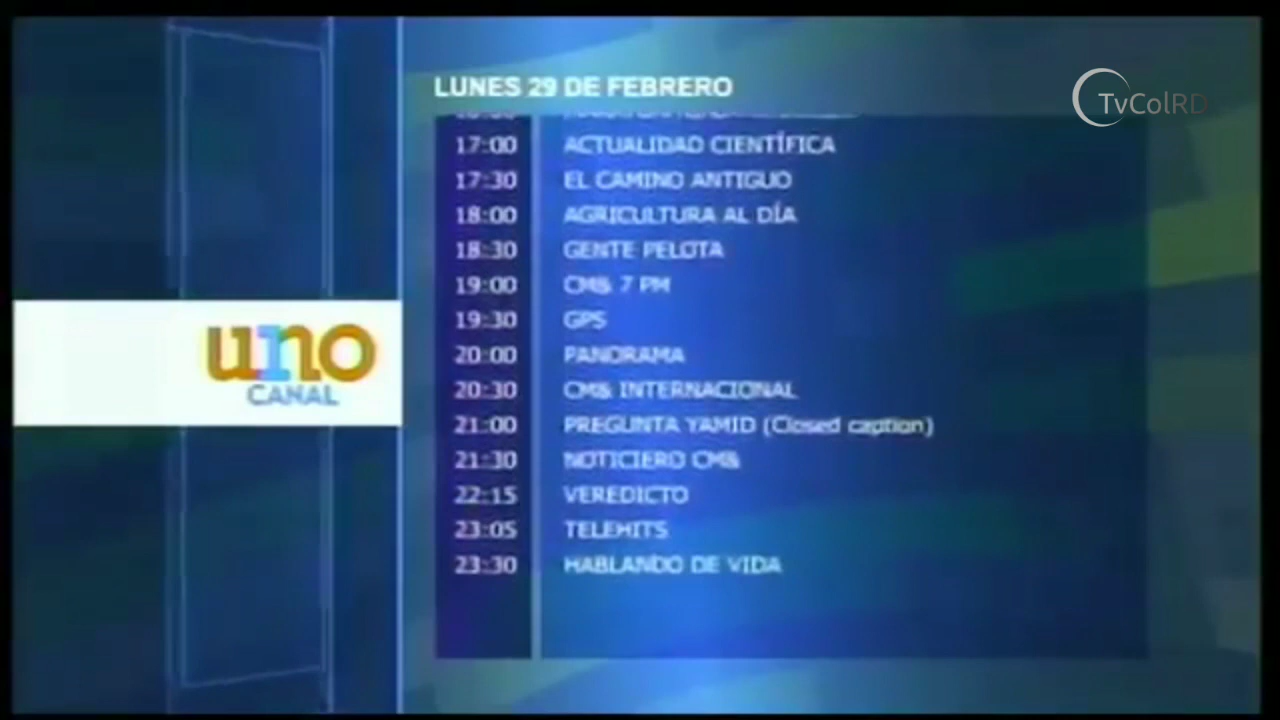 LUNES 29 DE FEBRERO
TvColRD
17:00 ACTUALIDAD CIENTÍFICA
17:30 EL CAMINO ANTIGUO
18:00 AGRICULTURA AL DÍA
18:30 GENTE PELOTA
19:00 CM& 7 PM
19:30 GPS
20:00 PANORAMA
20:30 CM& INTERNACIONAL
21:00 PREGUNTA YAMID (Closed caption)
21:30 NOTICIERO CM&
22:15 VEREDICTO
23:05 TELEHITS
23:30 HABLANDO DE VIDA
uno
CANAL